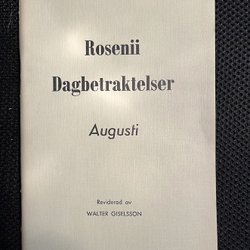 Rosenii
Dagbetraktelser
Augusti
Reviderad av
WALTER GISELSSON